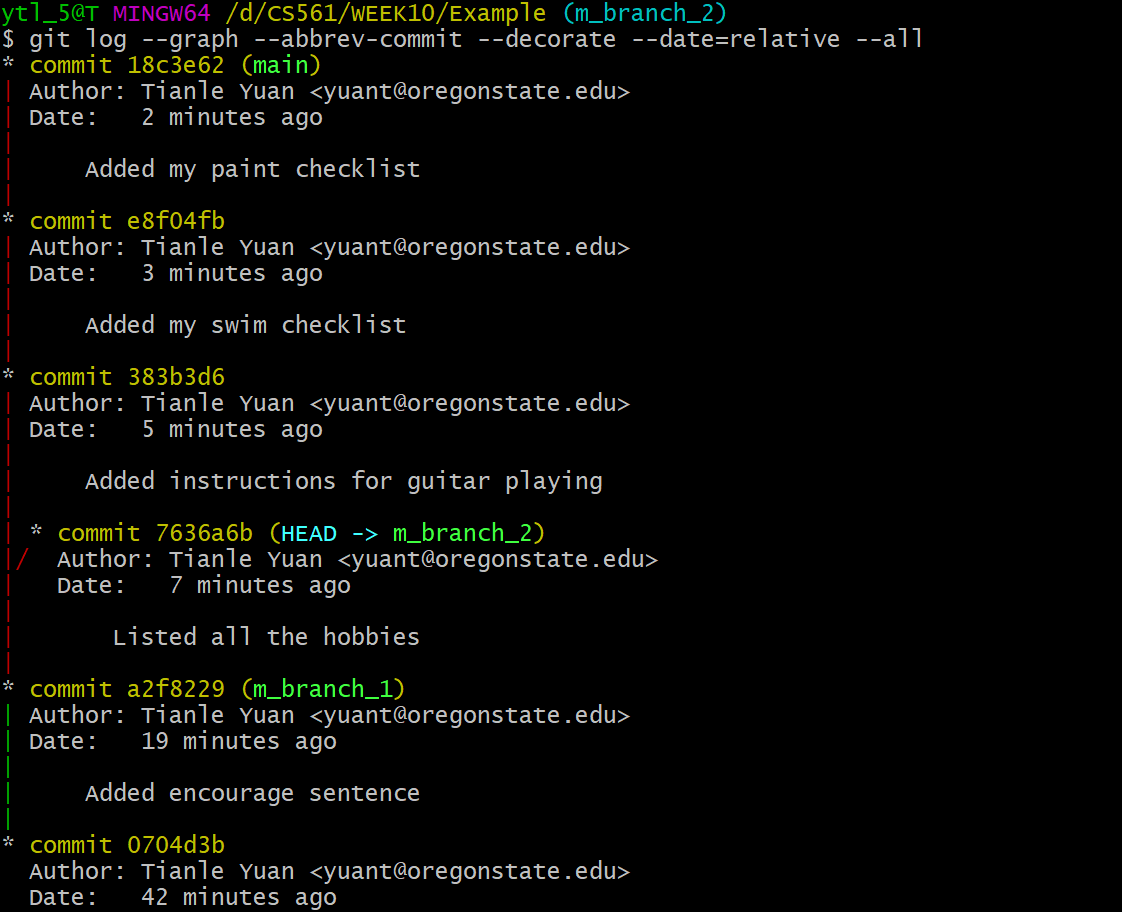 ytl_5@T MINGW64 /d/CS561/WEEK10/Example (m_branch_2)
$ git log --graph --abbrev-commit --decorate --date=relative --all
* commit 18c3e62 (main)
| Author: Tianle Yuan <yuant@oregonstate.edu>
| Date:   2 minutes ago
|
|     Added my paint checklist
|
* commit e8f04fb
| Author: Tianle Yuan <yuant@oregonstate.edu>
| Date:   3 minutes ago
|
|     Added my swim checklist
|
* commit 383b3d6
| Author: Tianle Yuan <yuant@oregonstate.edu>
| Date:   5 minutes ago
|
|     Added instructions for guitar playing
|
| * commit 7636a6b (HEAD -> m_branch_2)
|/  Author: Tianle Yuan <yuant@oregonstate.edu>
|   Date:   7 minutes ago
|
|       Listed all the hobbies
|
* commit a2f8229 (m_branch_1)
| Author: Tianle Yuan <yuant@oregonstate.edu>
| Date:   19 minutes ago
|
|     Added encourage sentence
|
* commit 0704d3b
  Author: Tianle Yuan <yuant@oregonstate.edu>
  Date:   42 minutes ago